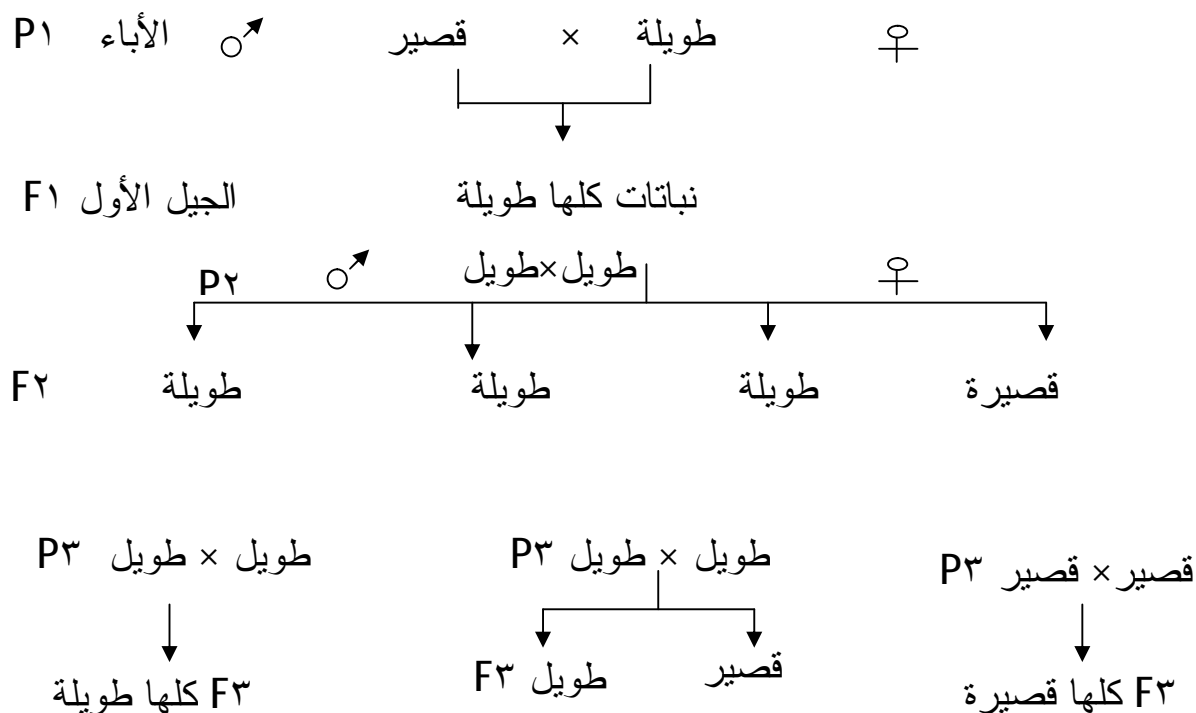 P١ الأباء ♂ قصير × طويلة ♀
F١ الجيل الأول نباتات كلها طويلة
P٢ ♂ طويل×طويل ♀
F٢ طويلة طويلة طويلة قصيرة
P٣ طويل × طويل P٣ طويل × طويل P٣ قصير × قصير
F٣ كلها طويلة F٣ طويل قصير F٣ كلها قصيرة